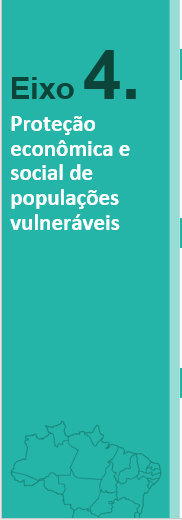 Eixo 4.
Proteção
econômica e
social de
populações
vulneráveis